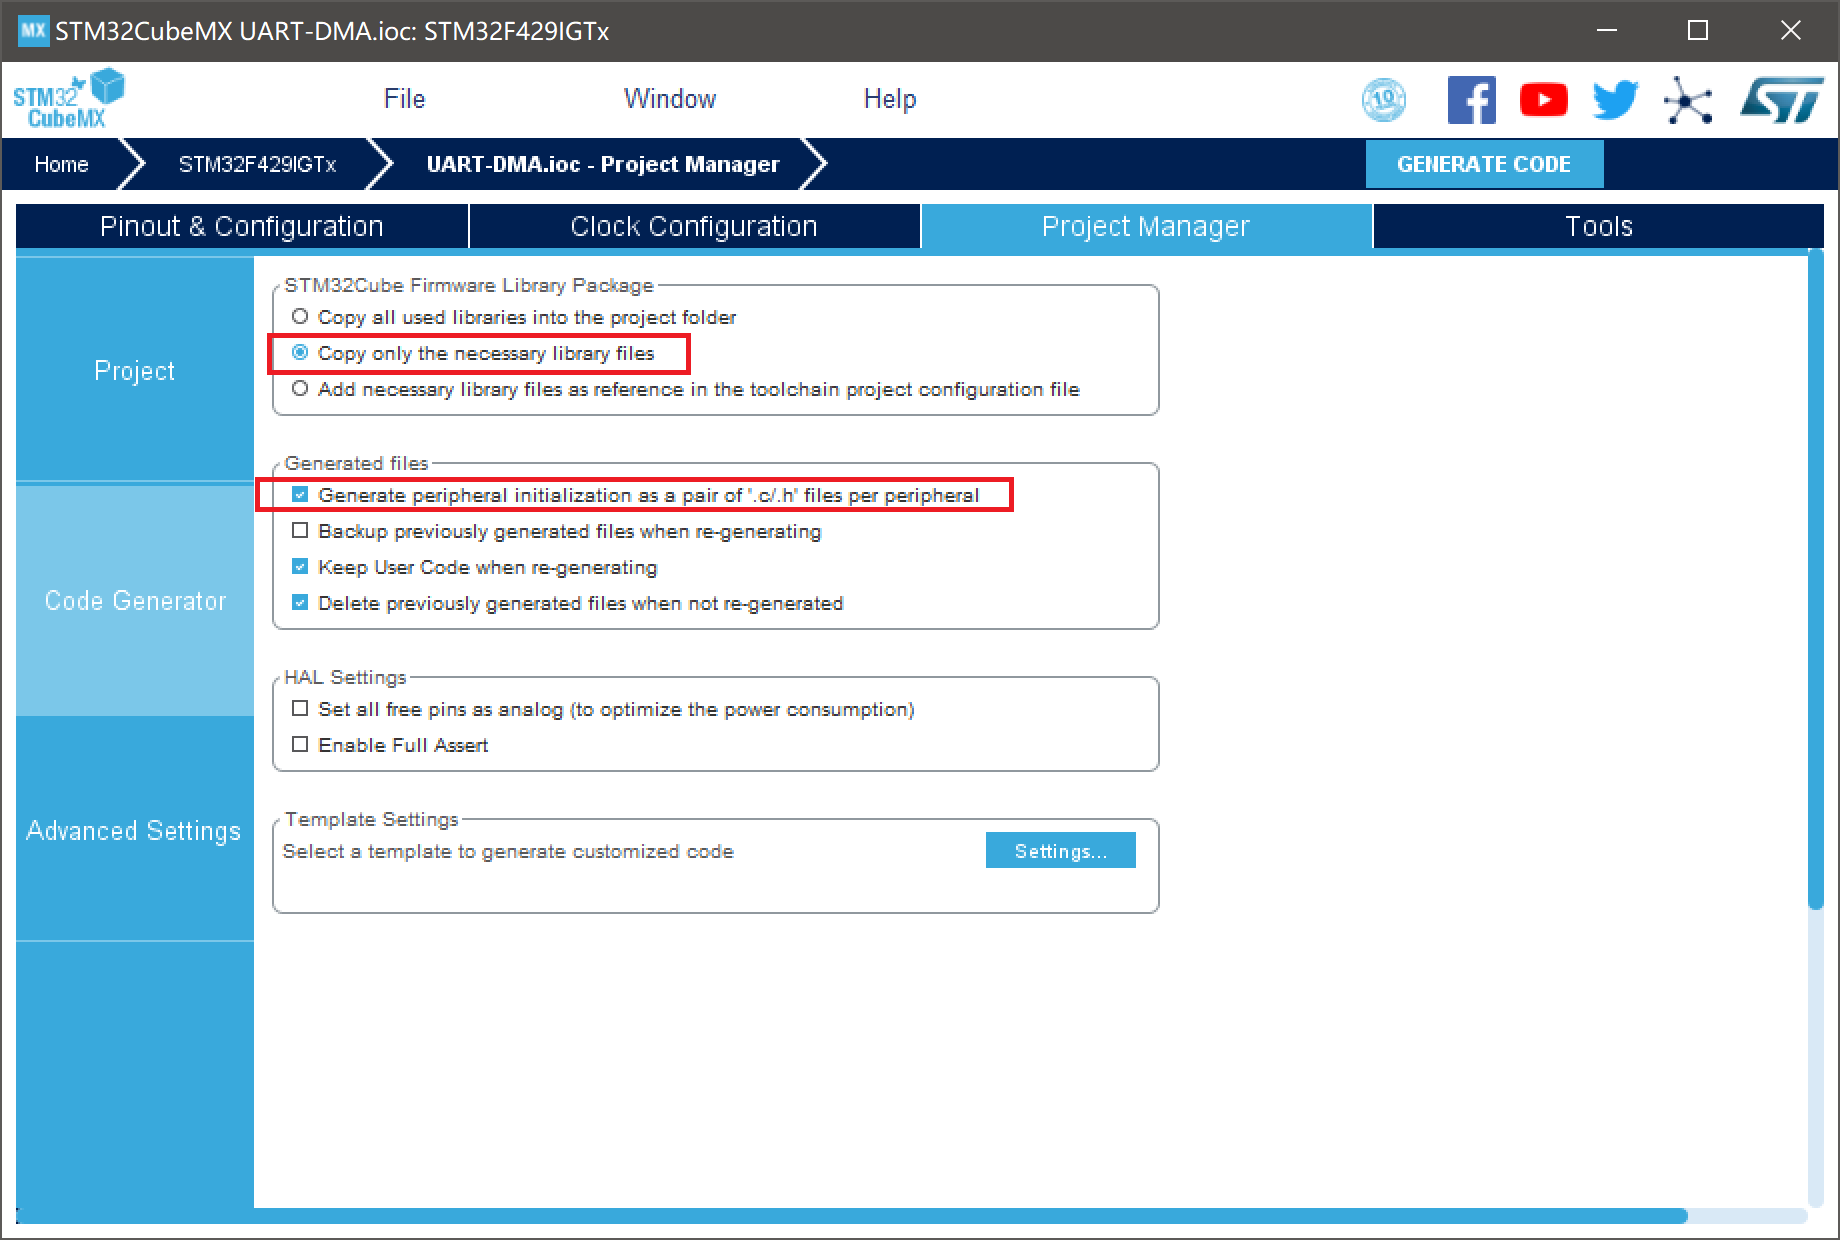 MX STM32CubeMX UART-DMA.ioc: STM32F429IGTx
STM32
CubeMX
File
Window
Help
10
f
ST
Home
STM32F429IGTx
UART-DMA.ioc - Project Manager
GENERATE CODE
Pinout & Configuration
Clock Configuration
Project Manager
Tools
Project
Code Generator
Advanced Settings
STM32Cube Firmware Library Package
Copy all used libraries into the project folder
Copy only the necessary library files
Add necessary library files as reference in the toolchain project configuration file
Generated files
Generate peripheral initialization as a pair of '.c/.h' files per peripheral
Backup previously generated files when re-generating
Keep User Code when re-generating
Delete previously generated files when not re-generated
HAL Settings
Set all free pins as analog (to optimize the power consumption)
Enable Full Assert
Template Settings
Select a template to generate customized code
Settings...